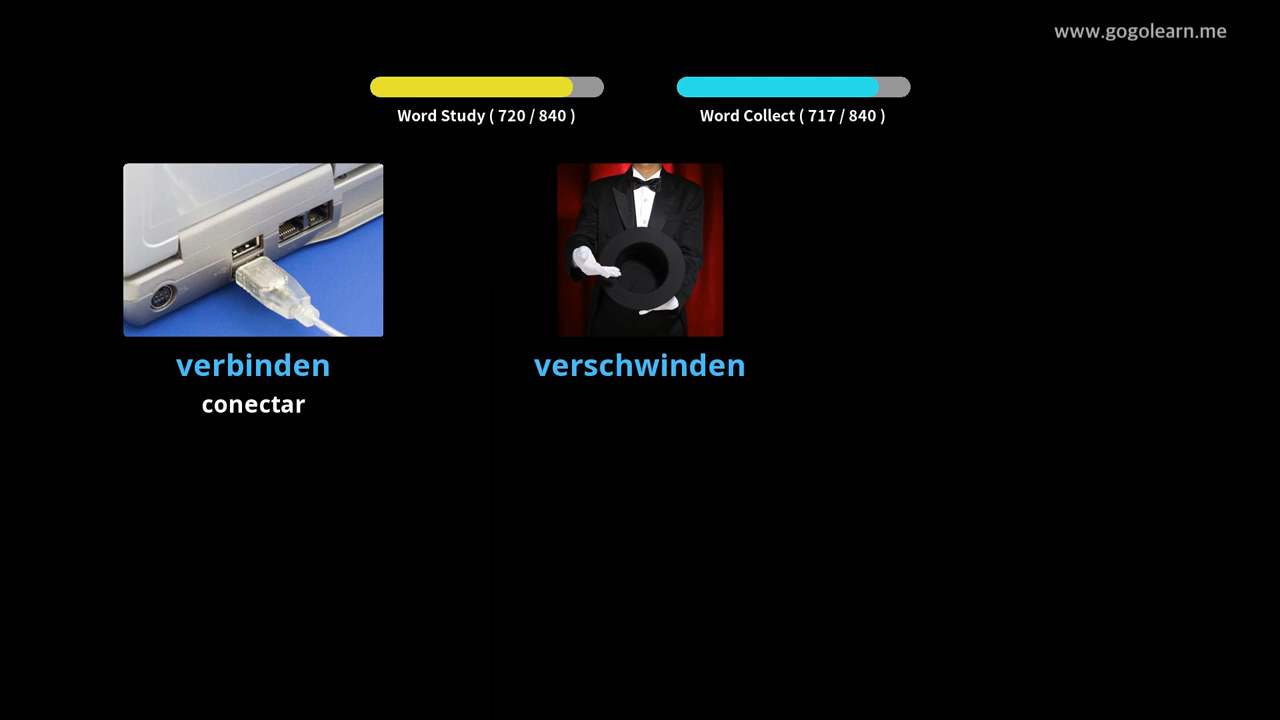 www.gogolearn.me
Word Study ( 720 / 840 )
Word Collect ( 717 / 840 )
verbinden
conectar
verschwinden